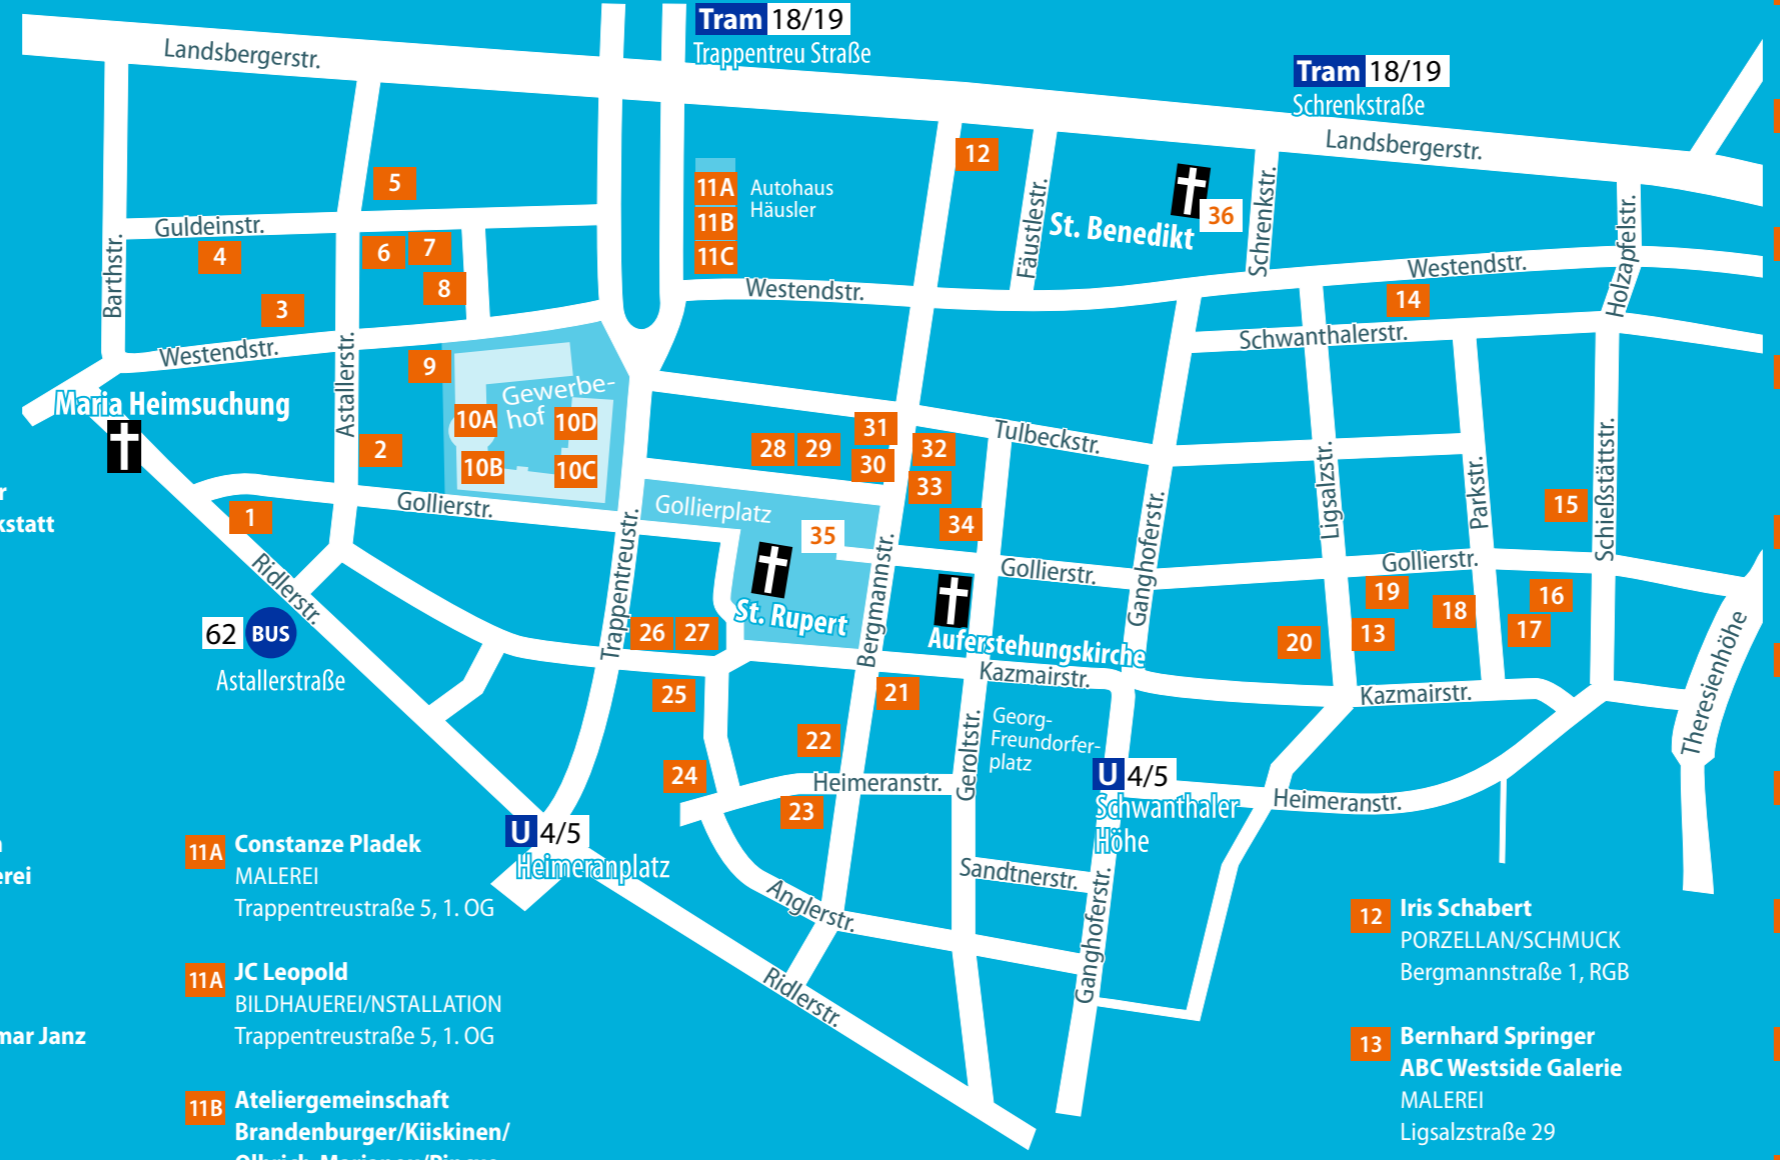 Tram 18/19
Trappentreu Straße
Tram 18/19
Schrenkstraße
Landsbergerstr.
Landsbergerstr.
12
5
11A
Autohaus
Häusler
11B
11C
36
St. Benedikt
Fäustlestr.
Schrenkstr.
Holzapfelstr.
Guldeinstr.
4
6
7
8
3
Barthstr.
Westendstr.
Westendstr.
14
Westendstr.
Schwanthalerstr.
Astallerstr.
9
Gewerbe-
hof
10A
10D
10B
10C
Maria Heimsuchung
2
31
28
29
30
32
33
34
Tulbeckstr.
Ligsalzstr.
Parkstr.
Schießstättstr.
15
r
kstatt
1
Gollierstr.
Gollierplatz
35
Trappentreustr.
Bergmannstr.
Ganghoferstr.
Gollierstr.
Gollierstr.
19
18
16
17
13
20
Ridlerstr.
62 BUS
Astallerstraße
St. Rupert
26
27
Auferstehungskirche
Kazmairstr.
Kazmairstr.
Theresienhöhe
25
21
22
24
23
Georg-
Freundorfer-
platz
Geroltstr.
Heimeranstr.
U 4/5
Schwanthaler
Höhe
Heimeranstr.
U 4/5
Heimeranplatz
Sandtnerstr.
Anglerstr.
Ganghoferstr.
Ridlerstr.
erei
mar Janz
11A Constanze Pladek
MALEREI
Trappentreustraße 5, 1. OG
11A JC Leopold
BILDHAUEREI/NSTALLATION
Trappentreustraße 5, 1. OG
11B Ateliergemeinschaft
Brandenburger/Kiiskinen/
12 Iris Schabert
PORZELLAN/SCHMUCK
Bergmannstraße 1, RGB
13 Bernhard Springer
ABC Westside Galerie
MALEREI
Ligsalzstraße 29